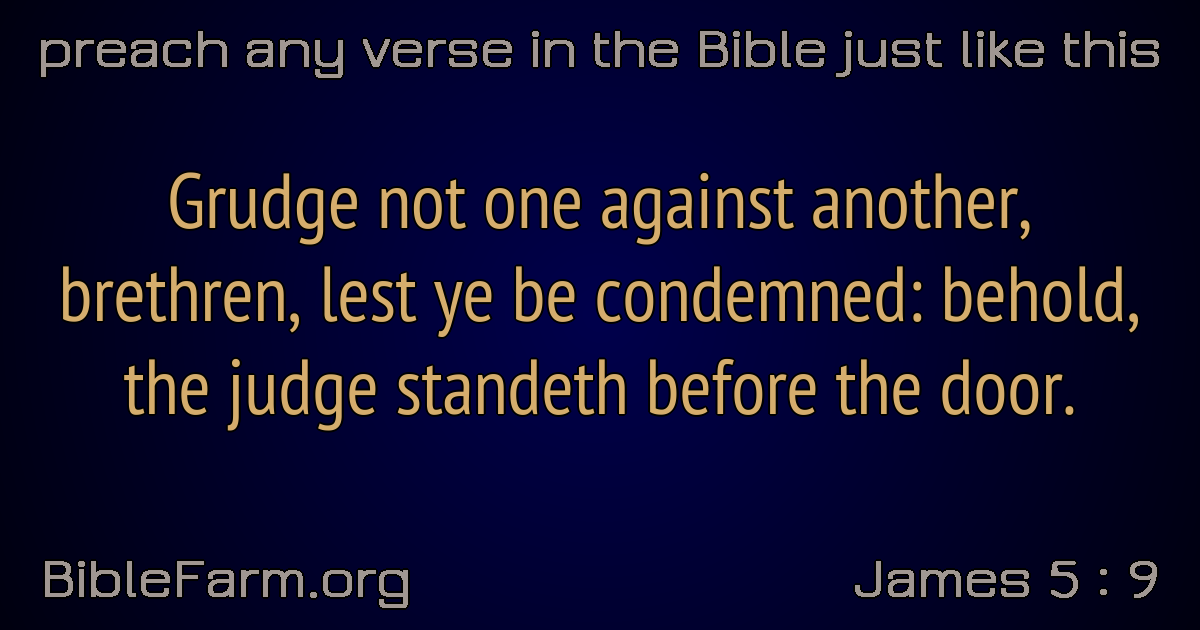 preach any verse in the Bible just like this
Grudge not one against another,
brethren, lest ye be condemned: behold,
the judge standeth before the door.
BibleFarm.org
James 5 : 9